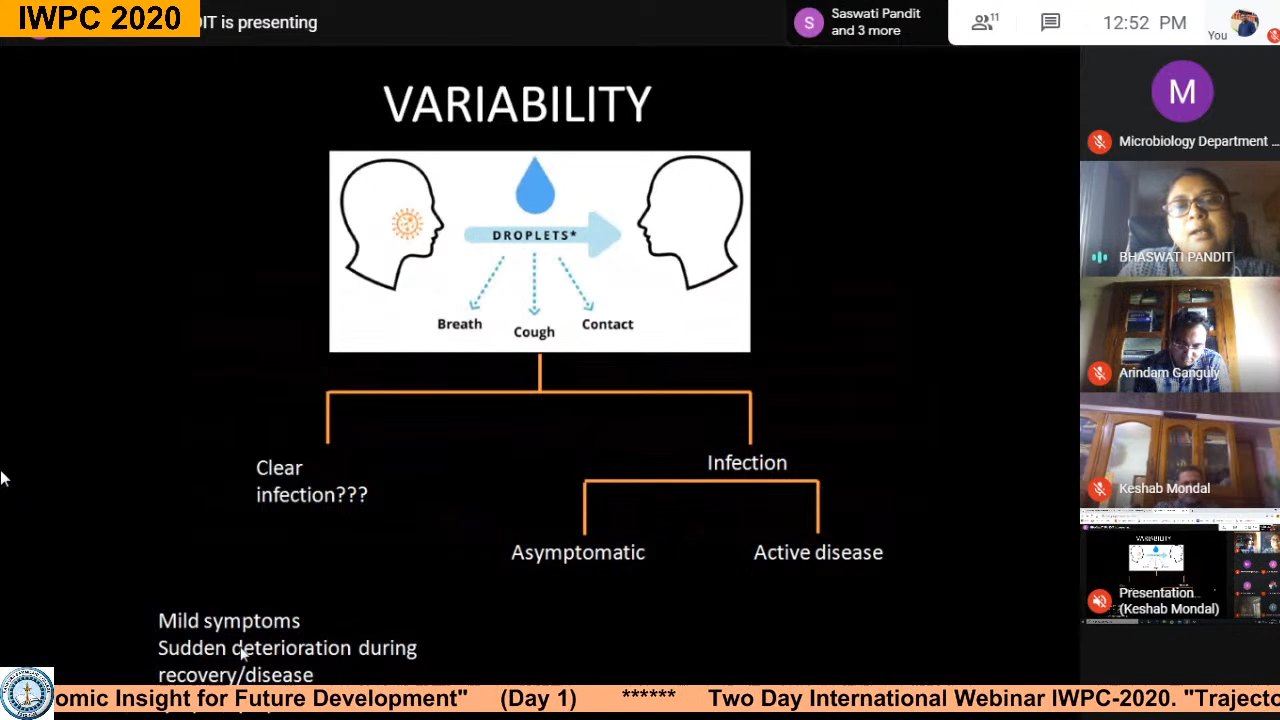 IWPC 2020
DIT is presenting
S
Saswati Pandit
and 3 more
11
12:52 PM
You
VARIABILITY
DROPLETS*
Breath
Cough
Contact
Clear
infection???
Infection
Asymptomatic
Active disease
Mild symptoms
Sudden deterioration during
recovery/disease
M
Microbiology Department ...
BHASWATI PANDIT
Arindam Ganguly
Keshab Mondal
VARIABILITY
Presentation
(Keshab Mondal)
omic Insight for Future Development" (Day 1) ****** Two Day International Webinar IWPC-2020. "Trajecto